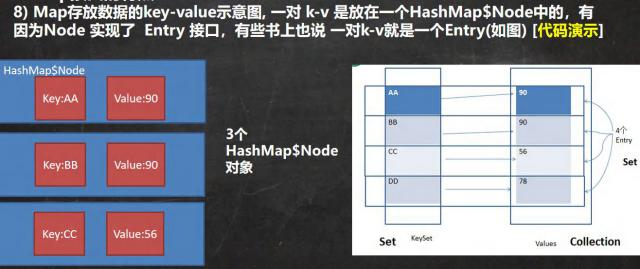 8) Map存放数据的key-value示意图, 一对 k-v 是放在一个HashMap$Node中的，有
因为Node 实现了 Entry 接口，有些书上也说 一对k-v就是一个Entry(如图) [代码演示]
HashMap$Node
Key:AA
Value:90
Key:BB
Value:90
Key:CC
Value:56
3个
HashMap$Node
对象
AA
90
BB
90
CC
56
DD
78
4个
Entry
Set
Set
KeySet
Values
Collection